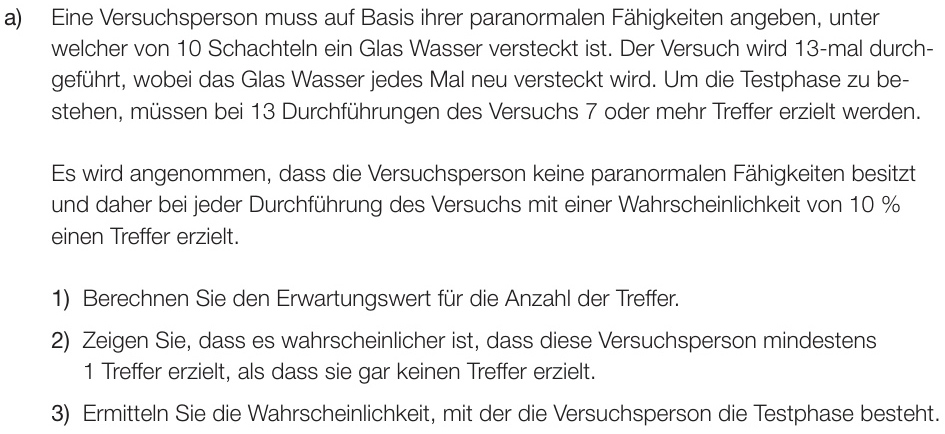 a) Eine Versuchsperson muss auf Basis ihrer paranormalen Fähigkeiten angeben, unter
welcher von 10 Schachteln ein Glas Wasser versteckt ist. Der Versuch wird 13-mal durch-
geführt, wobei das Glas Wasser jedes Mal neu versteckt wird. Um die Testphase zu be-
stehen, müssen bei 13 Durchführungen des Versuchs 7 oder mehr Treffer erzielt werden.
Es wird angenommen, dass die Versuchsperson keine paranormalen Fähigkeiten besitzt
und daher bei jeder Durchführung des Versuchs mit einer Wahrscheinlichkeit von 10 %
einen Treffer erzielt.
1) Berechnen Sie den Erwartungswert für die Anzahl der Treffer.
2) Zeigen Sie, dass es wahrscheinlicher ist, dass diese Versuchsperson mindestens
1 Treffer erzielt, als dass sie gar keinen Treffer erzielt.
3) Ermitteln Sie die Wahrscheinlichkeit, mit der die Versuchsperson die Testphase besteht.